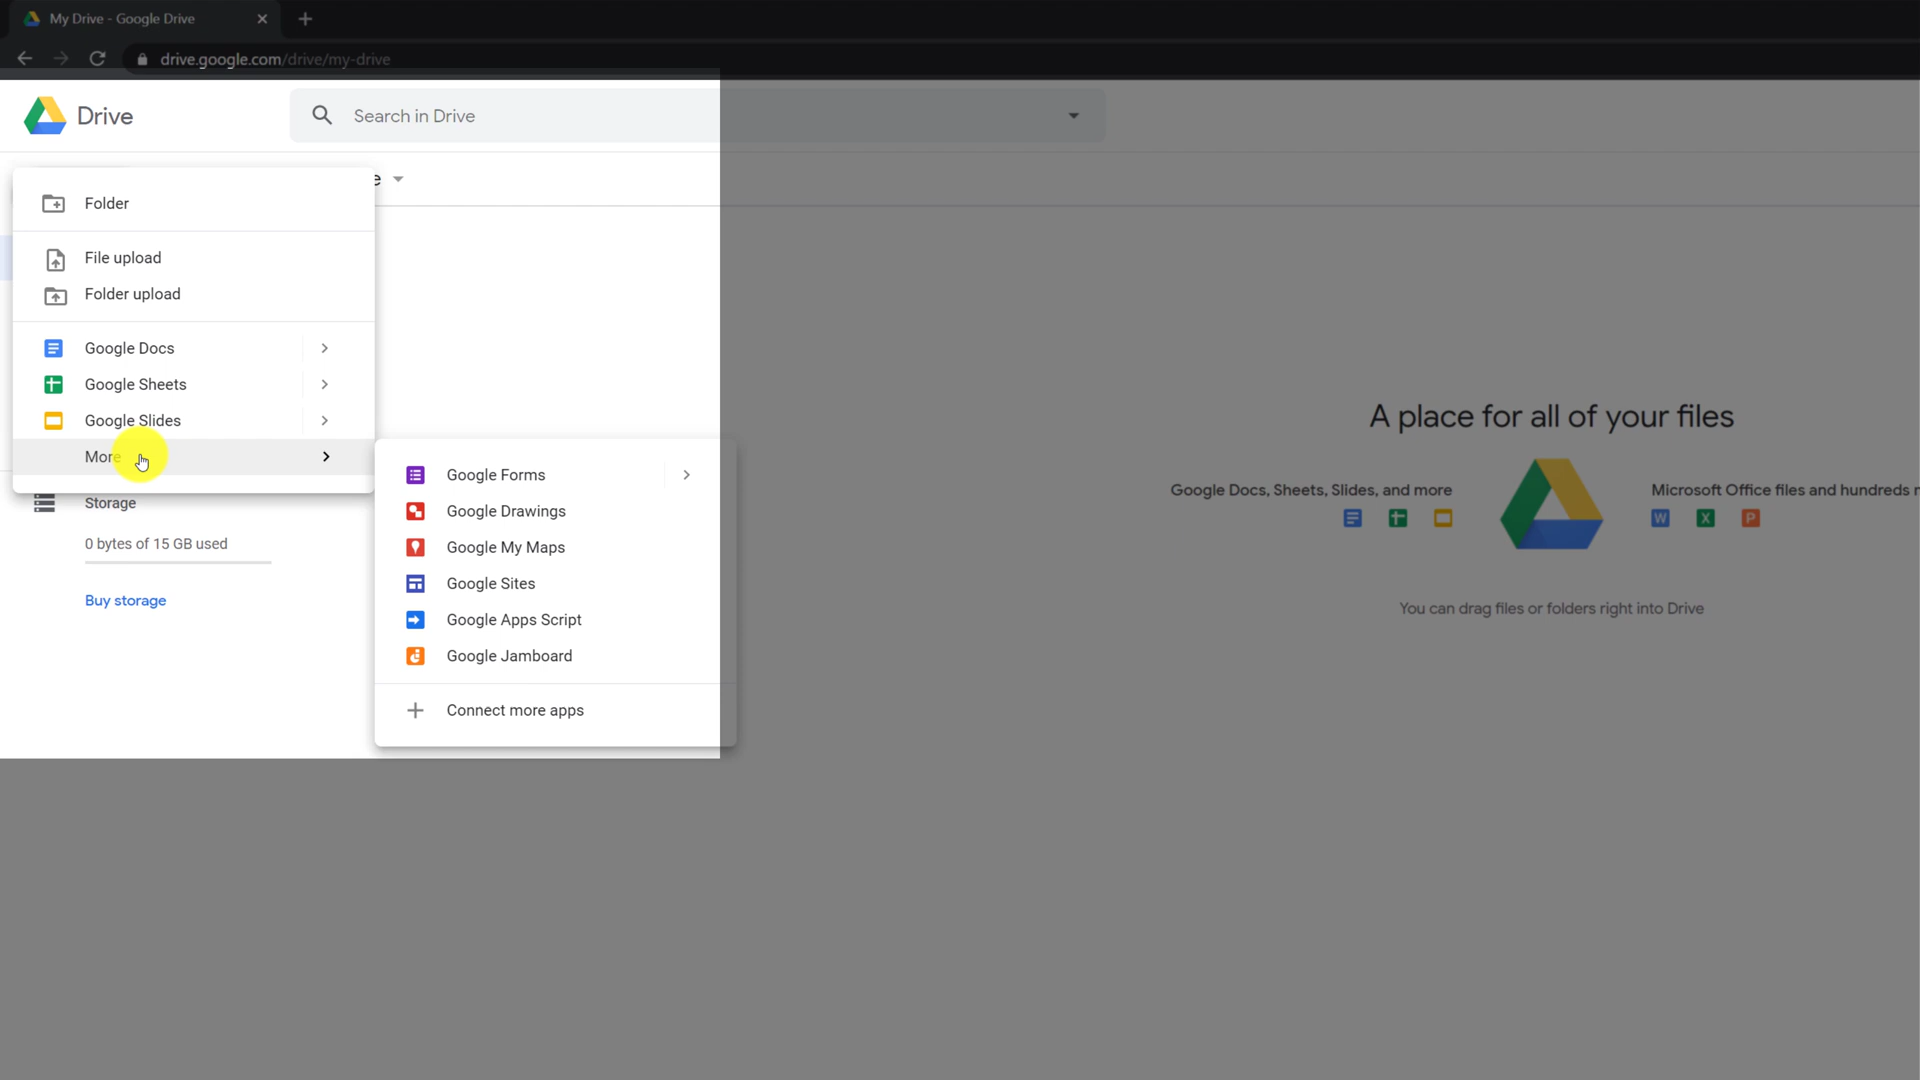 My Drive - Google Drive
drive.google.com/drive/my-drive
Drive
Search in Drive
e
Folder
File upload
Folder upload
Google Docs
Google Sheets
Google Slides
More
Storage
0 bytes of 15 GB used
Buy storage
Google Forms
Google Drawings
Google My Maps
Google Sites
Google Apps Script
Google Jamboard
Connect more apps
A place for all of your files
Google Docs, Sheets, Slides, and more
Microsoft Office files and hundreds
W X P
You can drag files or folders right into Drive